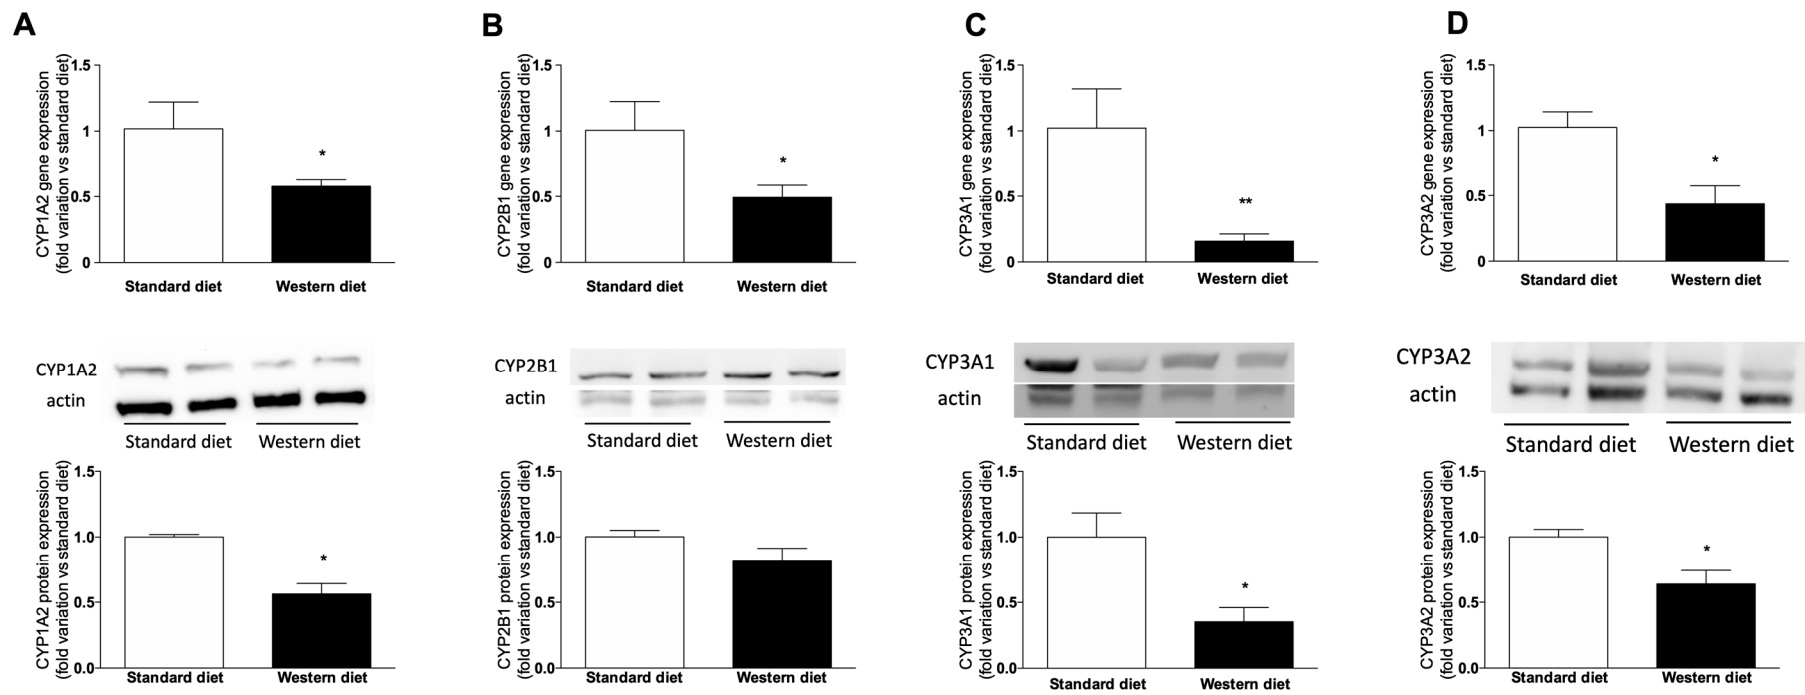 A
B
C
D
CYP1A2 gene expression
(fold variation vs standard diet)
1.5
1
0.5
0
*
Standard diet
Western diet
CYP2B1 gene expression
(fold variation vs standard diet)
1.5
1
0.5
0
*
Standard diet
Western diet
CYP3A1 gene expression
(fold variation vs standard diet)
1.5
1
0.5
0
**
Standard diet
Western diet
CYP3A2 gene expression
(fold variation vs standard diet)
1.5
1
0.5
0
*
Standard diet
Western diet
CYP1A2
actin
Standard diet
Western diet
CYP2B1
actin
Standard diet
Western diet
CYP3A1
actin
Standard diet
Western diet
CYP3A2
actin
Standard diet
Western diet
CYP1A2 protein expression
(fold variation vs standard diet)
1.5
1.0
0.5
0.0
*
Standard diet
Western diet
CYP2B1 protein expression
(fold variation vs standard diet)
1.5
1.0
0.5
0.0
Standard diet
Western diet
CYP3A1 protein expression
(fold variation vs standard diet)
1.5
1.0
0.5
0.0
*
Standard diet
Western diet
CYP3A2 protein expression
(fold variation vs standard diet)
1.5
1.0
0.5
0.0
*
Standard diet
Western diet